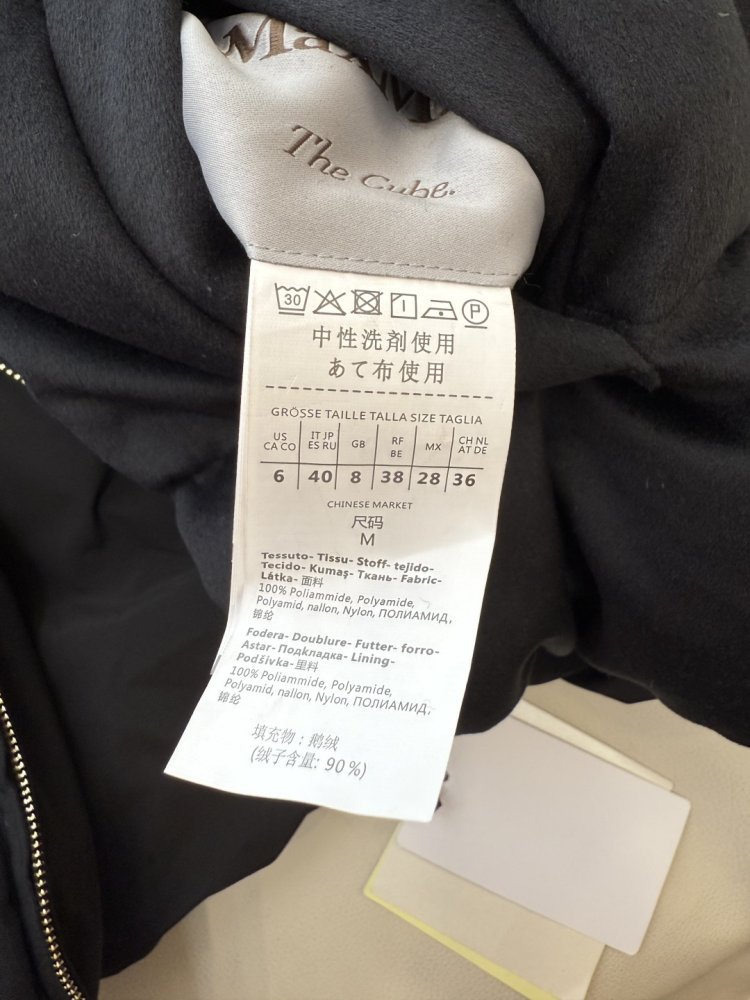 MaxM
The Cube.
30 P
中性洗剤使用
あて布使用
GRÖSSE TAILLE TALLA SIZE TAGLIA
US CA CO | IT JP ES RU | GB | RF BE | MX | CH NL AT DE
6 | 40 | 8 | 38 | 28 | 36
CHINESE MARKET
尺码
M
Tessuto- Tissu- Stoff- tejido-
Tecido- Kumaş- Ткань- Fabric-
Látka- 面料
100% Poliammide, Polyamide,
Polyamid, nallon, Nylon, ПОЛИАМИД,
锦纶
Fodera- Doublure- Futter- forro-
Astar- Подкладка- Lining-
Podšívka- 里料
100% Poliammide, Polyamide,
Polyamid, nallon, Nylon, ПОЛИАМИД,
锦纶
填充物：鹅绒
(绒子含量: 90%)